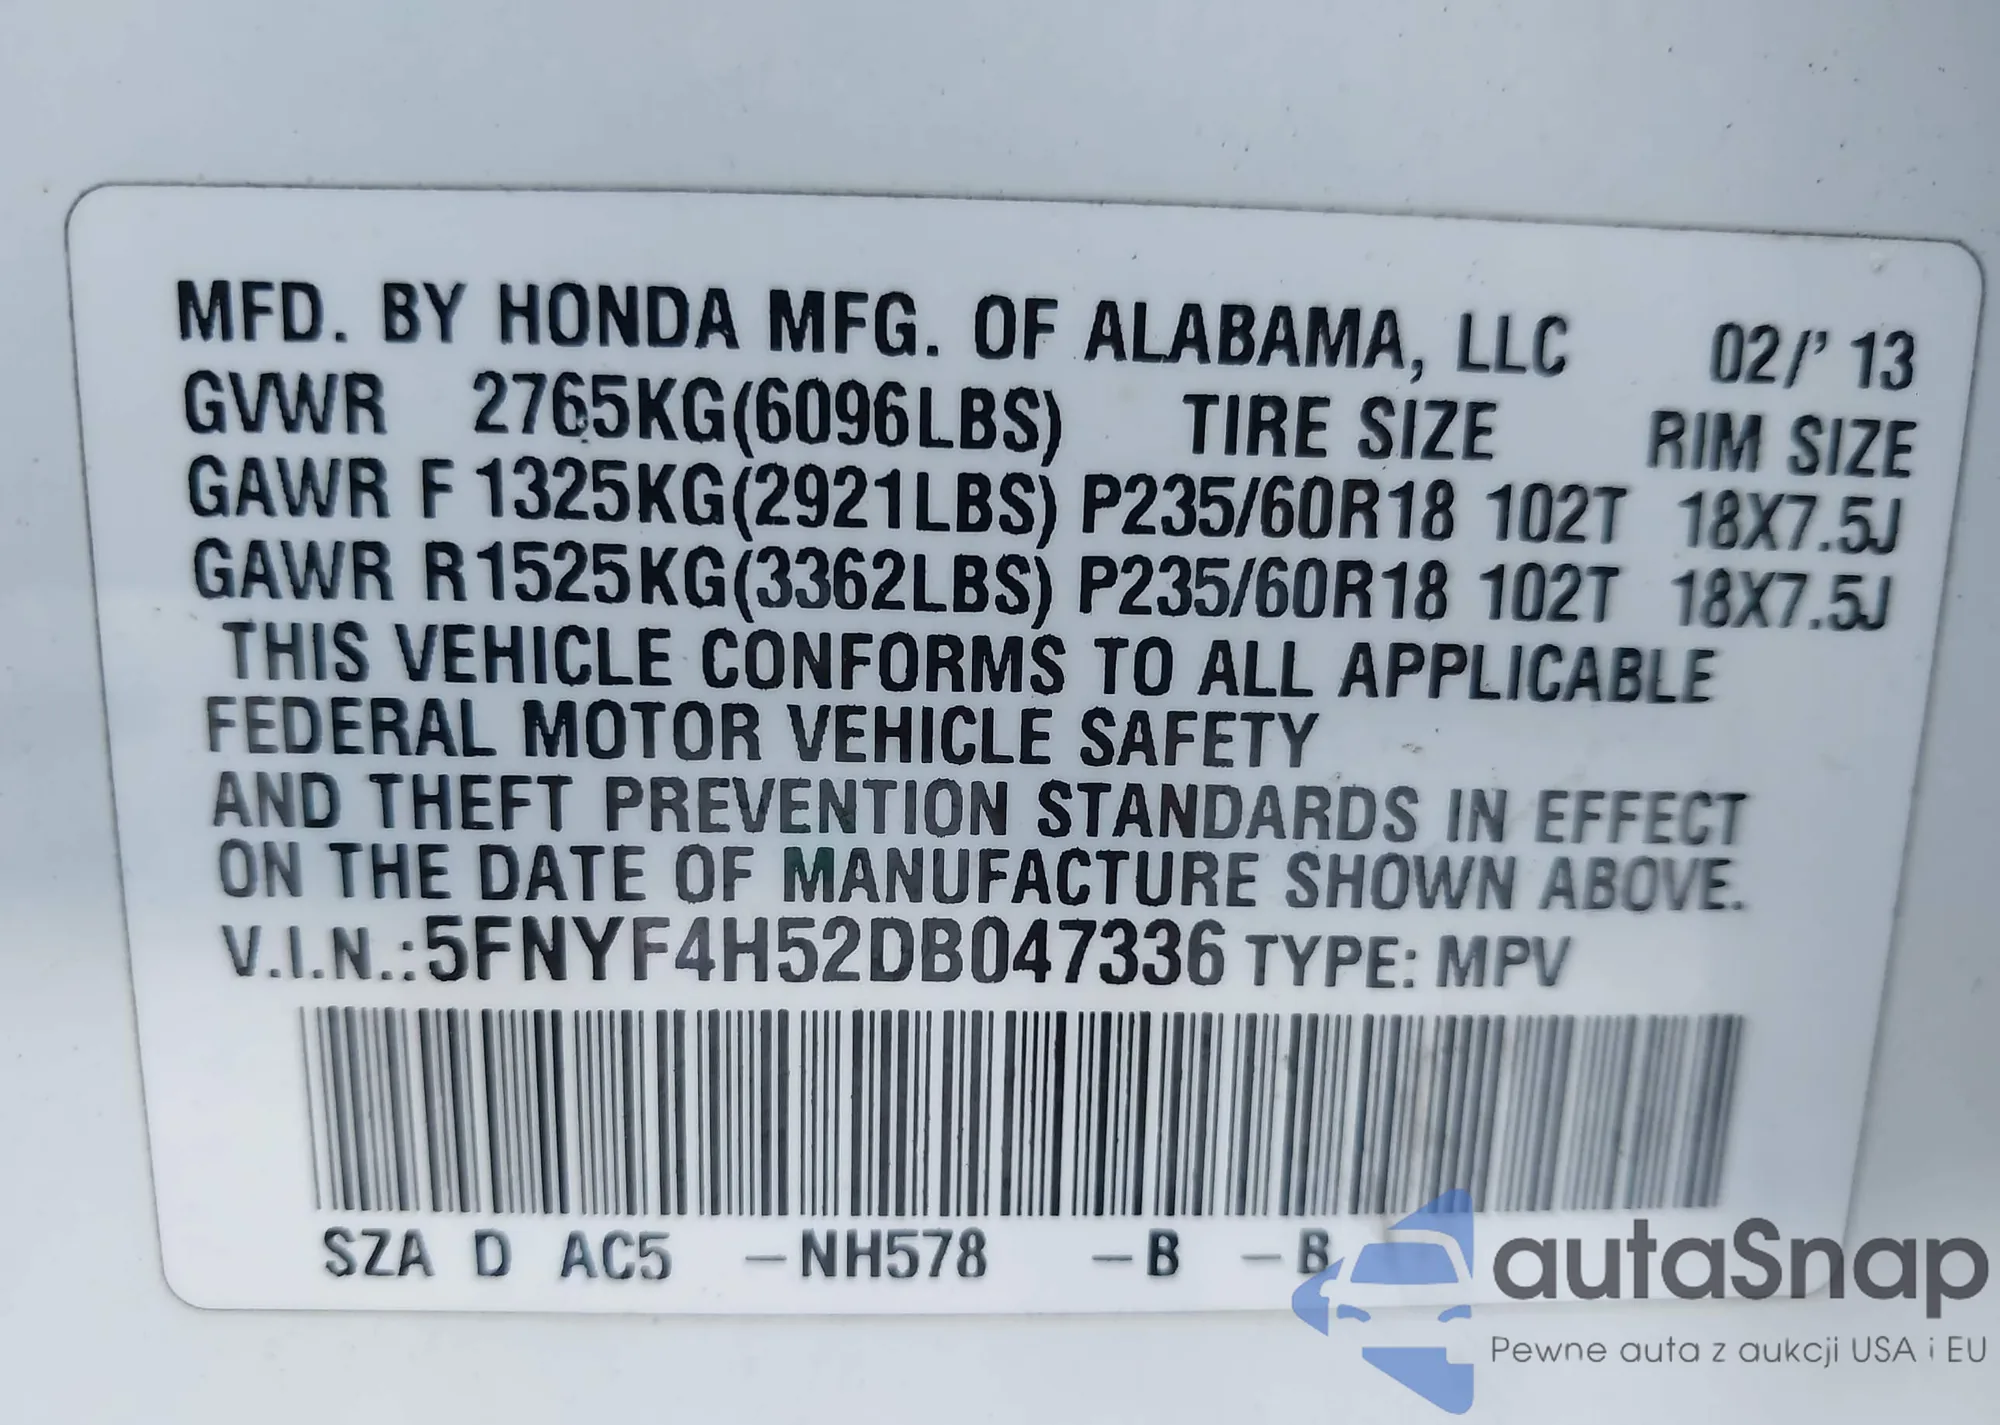 MFD. BY HONDA MFG. OF ALABAMA, LLC 02/' 13
GVWR 2765KG(6096LBS) TIRE SIZE RIM SIZE
GAWR F 1325KG(2921LBS) P235/60R18 102T 18X7.5J
GAWR R 1525KG(3362LBS) P235/60R18 102T 18X7.5J
THIS VEHICLE CONFORMS TO ALL APPLICABLE
FEDERAL MOTOR VEHICLE SAFETY
AND THEFT PREVENTION STANDARDS IN EFFECT
ON THE DATE OF MANUFACTURE SHOWN ABOVE.
V.I.N.:5FNYF4H52DB047336 TYPE: MPV
SZA D AC5 –NH578 –B –B
autaSnap
Pewne auta z aukcji USA i EU